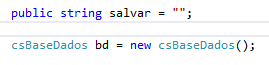 public string salvar = "";
csBaseDados bd = new csBaseDados();